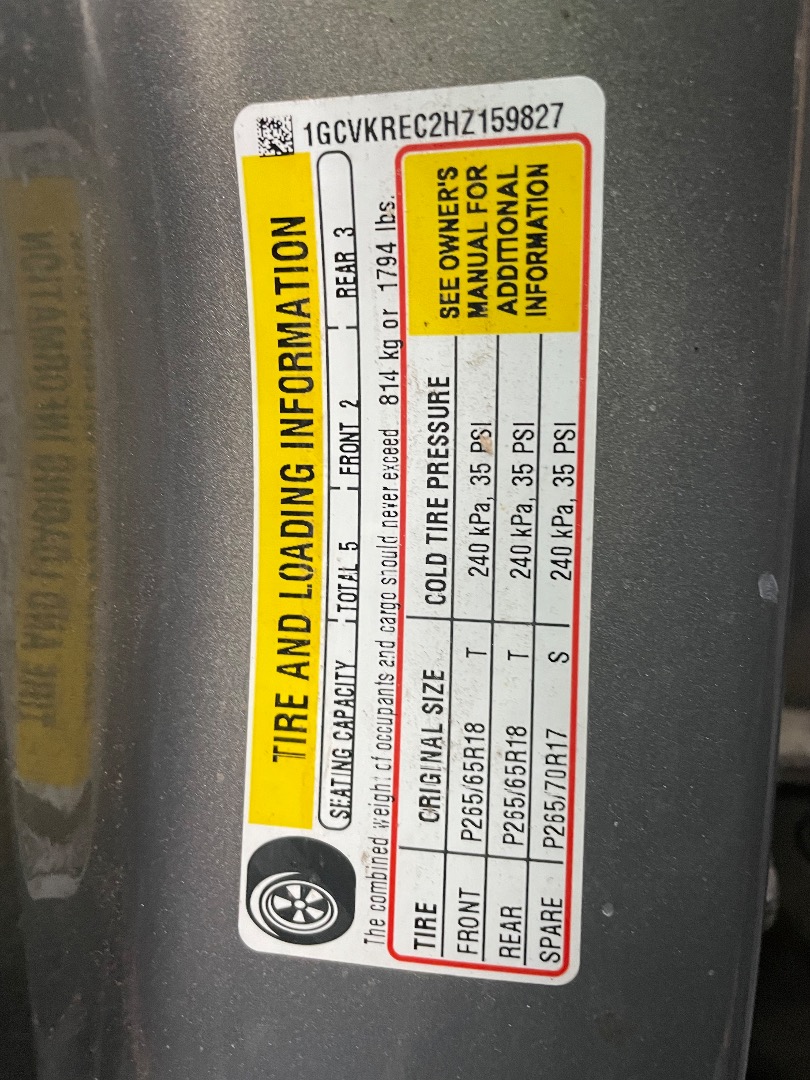 1GCVKREC2HZ159827
TIRE AND LOADING INFORMATION
SEATING CAPACITY TOTAL 5 FRONT 2 REAR 3
The combined weight of occupants and cargo should never exceed 814 kg or 1794 lbs.
TIRE ORIGINAL SIZE COLD TIRE PRESSURE
FRONT P265/65R18 T 240 kPa, 35 PSI
REAR P265/65R18 T 240 kPa, 35 PSI
SPARE P265/70R17 S 240 kPa, 35 PSI
SEE OWNER'S
MANUAL FOR
ADDITIONAL
INFORMATION